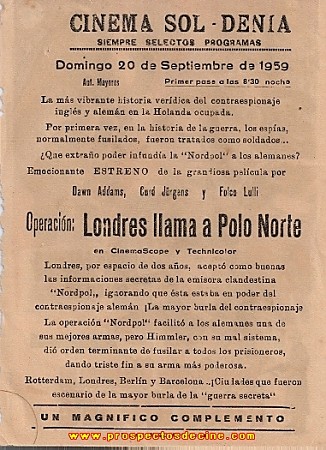 CINEMA SOL - DENIA
SIEMPRE SELECTOS PROGRAMAS
Domingo 20 de Septiembre de 1959
Aut. Mayores Primer pase a las 8'30 noche
La más vibrante historia verídica del contraespionaje
inglés y alemán en la Holanda ocupada.
Por primera vez, en la historia de la guerra, los espías,
normalmente fusilados, fueron tratados como soldados...
¿Que extraño poder infundía la "Nordpol" a los alemanes?
Emocionante ESTRENO de la grandiosa película por
Dawn Addams, Curd Jürgens y Folco Lulli
Operación: Londres llama a Polo Norte
en CinemaScope y Technicolor
Londres, por espacio de dos años, aceptó como buenas
las informaciones secretas de la emisora clandestina
"Nordpol,, ignorando que ésta estaba en poder del
contraespionaje alemán ¡La mayor burla del contraespionaje
La operación "Nordpol" facilitó a los alemanes una de
sus mejores armas, pero Himmler, con su mal sistema,
dió orden terminante de fusilar a todos los prisioneros,
dando triste fin a su arma más poderosa.
Rotterdam, Londres, Berlín y Barcelona...¡Ciudades que fueron
escenario de la mayor burla de la "guerra secreta"
UN MAGNIFICO COMPLEMENTO
www.prospectosdecine.com